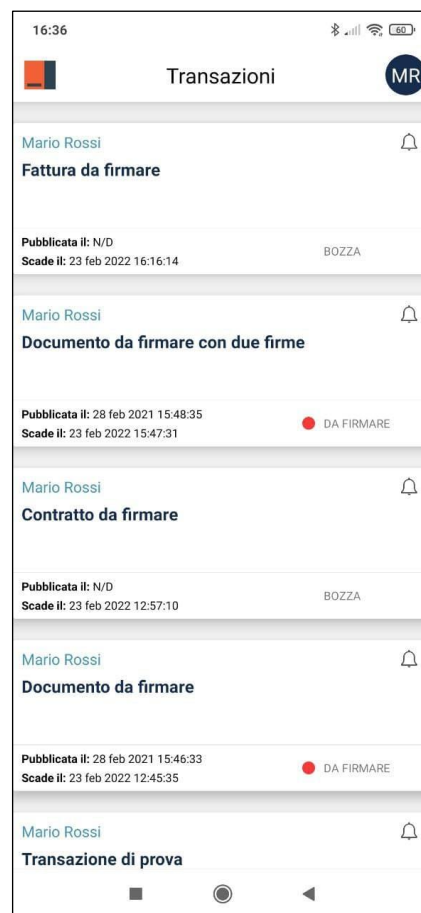 16:36
60
Transazioni
MR
Mario Rossi
Fattura da firmare
Pubblicata il: N/D
BOZZA
Scade il: 23 feb 2022 16:16:14
Mario Rossi
Documento da firmare con due firme
Pubblicata il: 28 feb 2021 15:48:35
DA FIRMARE
Scade il: 23 feb 2022 15:47:31
Mario Rossi
Contratto da firmare
Pubblicata il: N/D
BOZZA
Scade il: 23 feb 2022 12:57:10
Mario Rossi
Documento da firmare
Pubblicata il: 28 feb 2021 15:46:33
DA FIRMARE
Scade il: 23 feb 2022 12:45:35
Mario Rossi
Transazione di prova